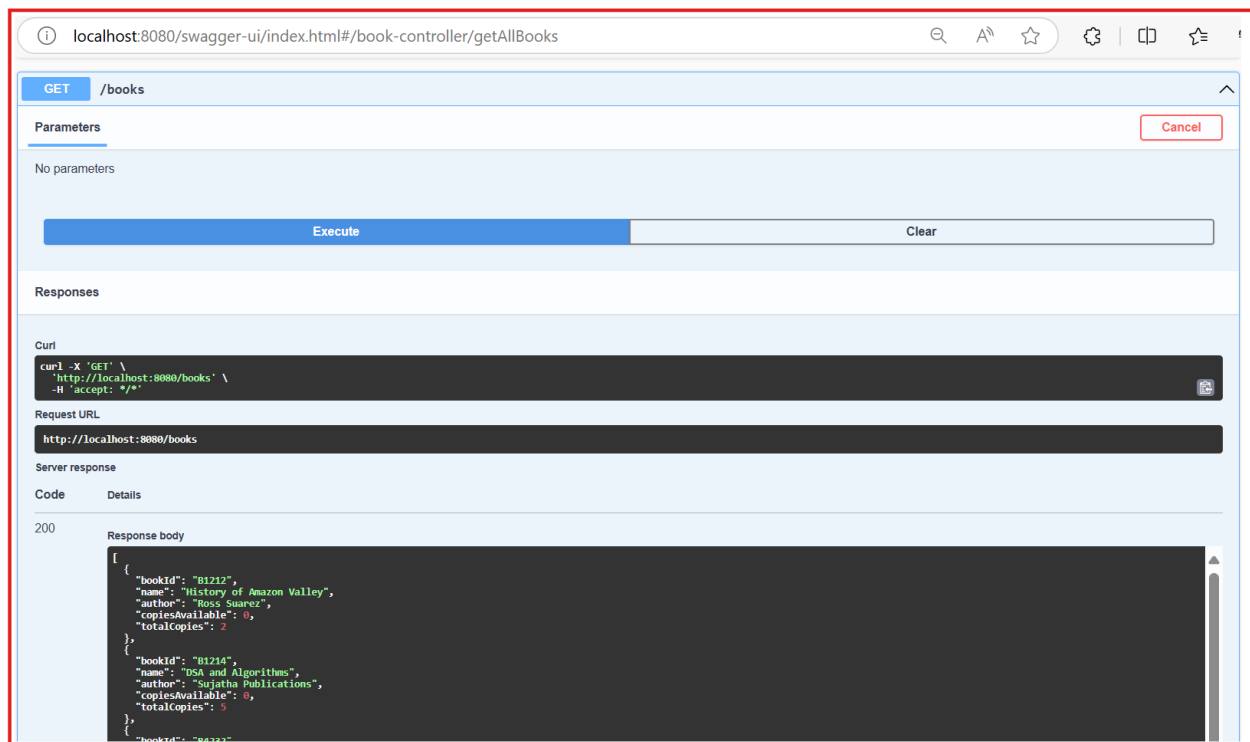 localhost:8080/swagger-ui/index.html#/book-controller/getAllBooks
GET /books
Parameters
Cancel
No parameters
Execute
Clear
Responses
Curl
curl -X 'GET' \
'http://localhost:8080/books' \
-H 'accept: */*'
Request URL
http://localhost:8080/books
Server response
Code Details
200
Response body
[
{
"bookId": "B1212",
"name": "History of Amazon Valley",
"author": "Ross Suarez",
"copiesAvailable": 0,
"totalCopies": 2
},
{
"bookId": "B1214",
"name": "DSA and Algorithms",
"author": "Sujatha Publications",
"copiesAvailable": 0,
"totalCopies": 5
},
{
"bookId": "B4232"